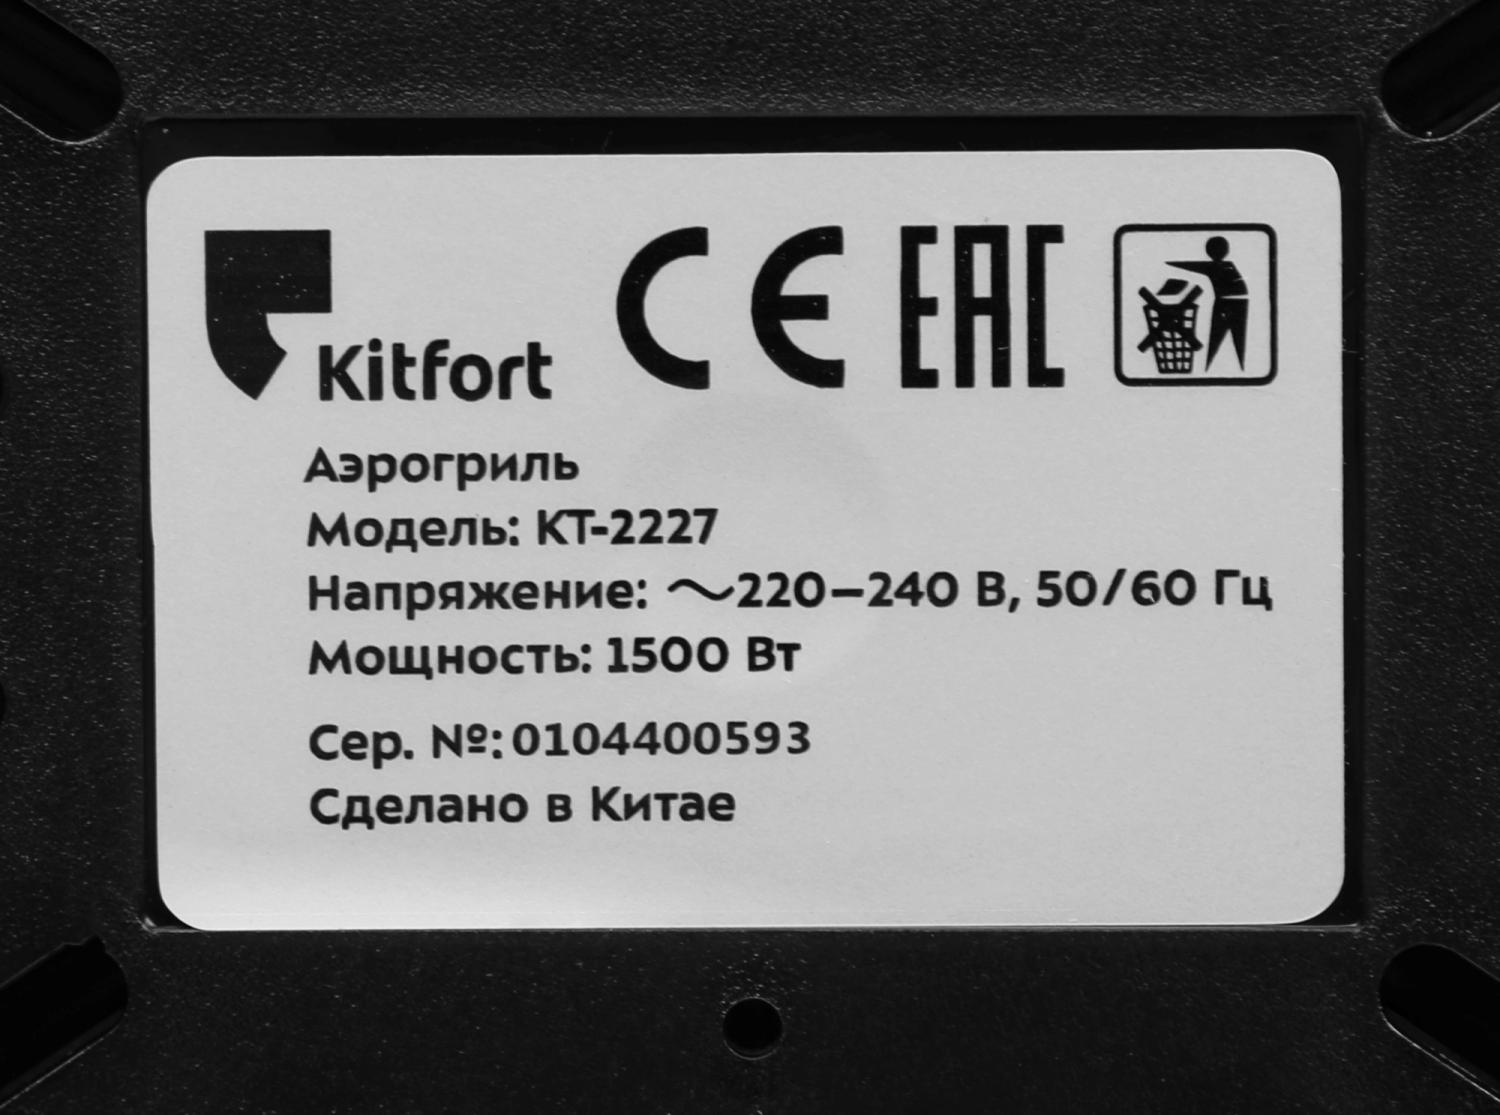 Kitfort CE EAC
Аэрогриль
Модель: КТ-2227
Напряжение: ~220–240 В, 50/60 Гц
Мощность: 1500 Вт
Сер. №: 0104400593
Сделано в Китае